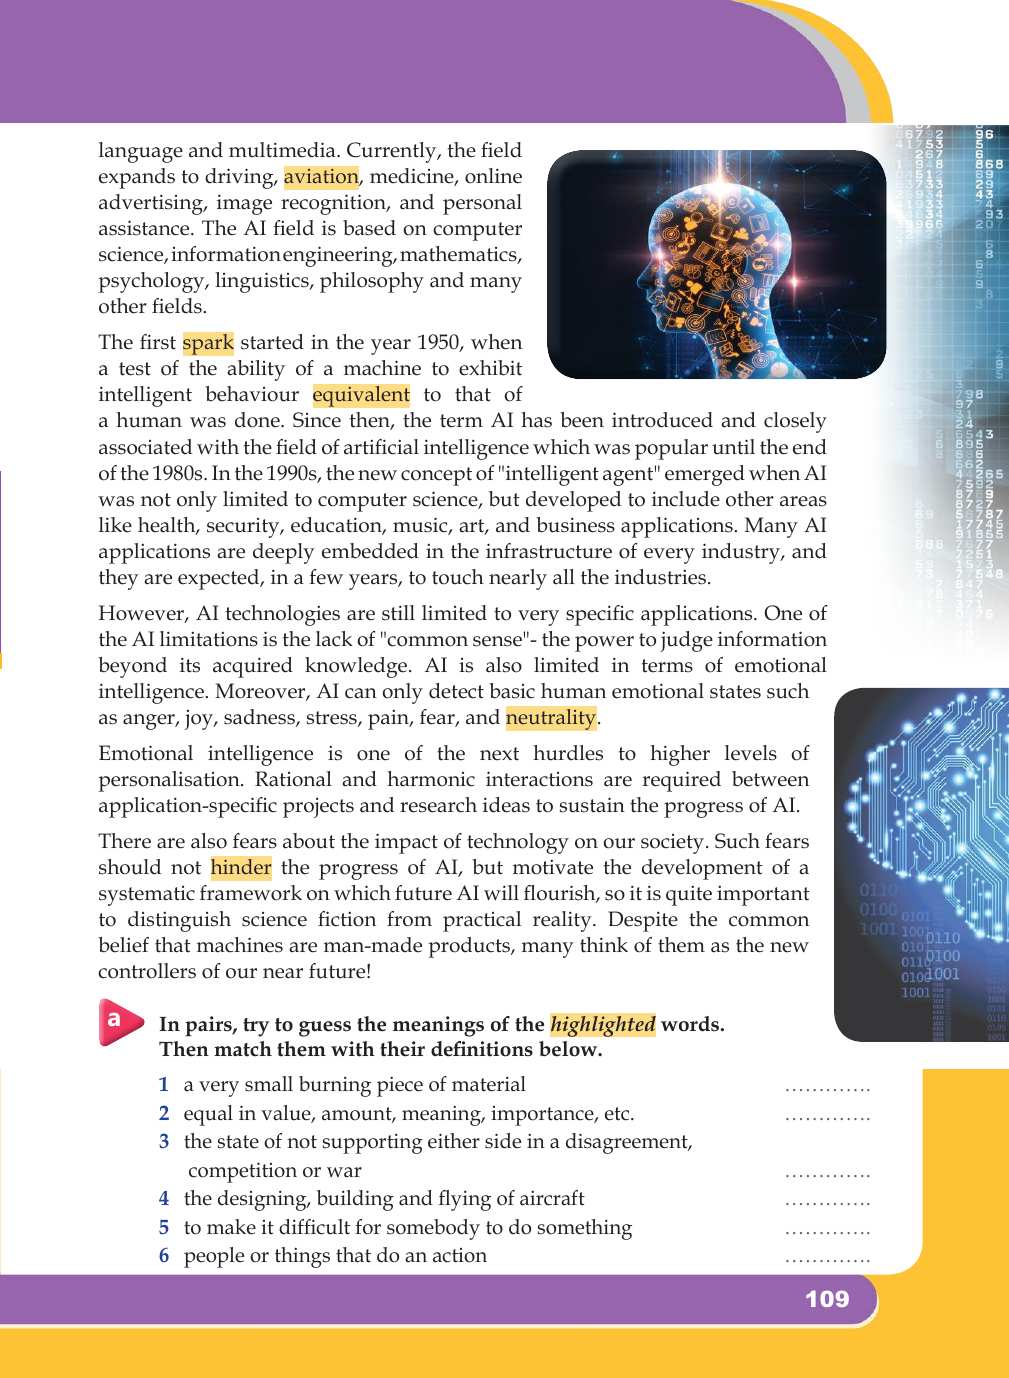 language and multimedia. Currently, the field
expands to driving, aviation, medicine, online
advertising, image recognition, and personal
assistance. The AI field is based on computer
science, information engineering, mathematics,
psychology, linguistics, philosophy and many
other fields.
The first spark started in the year 1950, when
a test of the ability of a machine to exhibit
intelligent behaviour equivalent to that of
a human was done. Since then, the term AI has been introduced and closely
associated with the field of artificial intelligence which was popular until the end
of the 1980s. In the 1990s, the new concept of "intelligent agent" emerged when AI
was not only limited to computer science, but developed to include other areas
like health, security, education, music, art, and business applications. Many AI
applications are deeply embedded in the infrastructure of every industry, and
they are expected, in a few years, to touch nearly all the industries.
However, AI technologies are still limited to very specific applications. One of
the AI limitations is the lack of "common sense"- the power to judge information
beyond its acquired knowledge. AI is also limited in terms of emotional
intelligence. Moreover, AI can only detect basic human emotional states such
as anger, joy, sadness, stress, pain, fear, and neutrality.
Emotional intelligence is one of the next hurdles to higher levels of
personalisation. Rational and harmonic interactions are required between
application-specific projects and research ideas to sustain the progress of AI.
There are also fears about the impact of technology on our society. Such fears
should not hinder the progress of AI, but motivate the development of a
systematic framework on which future AI will flourish, so it is quite important
to distinguish science fiction from practical reality. Despite the common
belief that machines are man-made products, many think of them as the new
controllers of our near future!
a In pairs, try to guess the meanings of the highlighted words.
Then match them with their definitions below.
1 a very small burning piece of material .............
2 equal in value, amount, meaning, importance, etc. .............
3 the state of not supporting either side in a disagreement,
competition or war .............
4 the designing, building and flying of aircraft .............
5 to make it difficult for somebody to do something .............
6 people or things that do an action .............
109